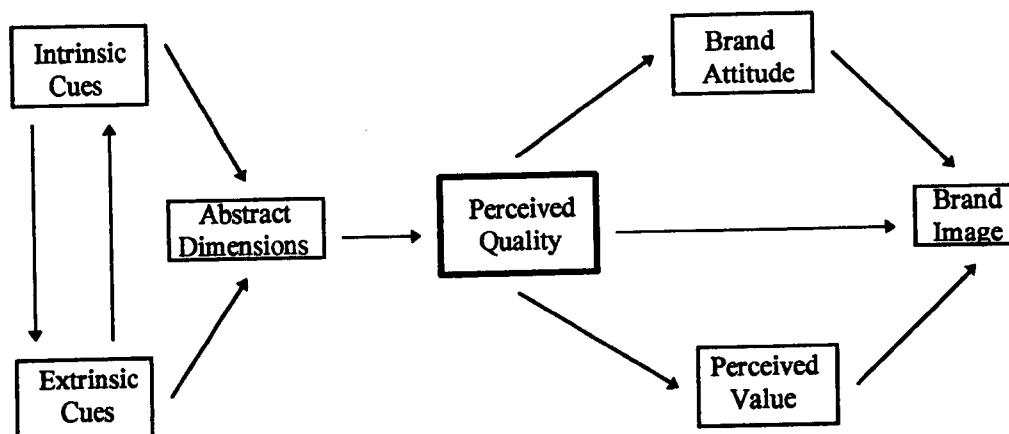 Intrinsic
Cues
Extrinsic
Cues
Abstract
Dimensions
Perceived
Quality
Brand
Attitude
Perceived
Value
Brand
Image